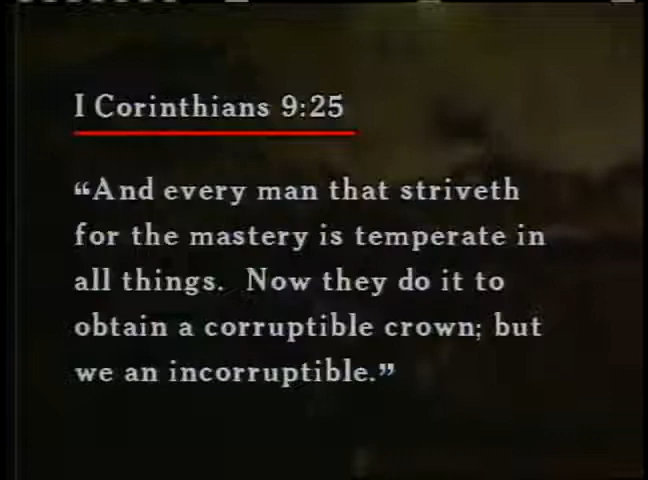 I Corinthians 9:25
“And every man that striveth
for the mastery is temperate in
all things.  Now they do it to
obtain a corruptible crown; but
we an incorruptible.”